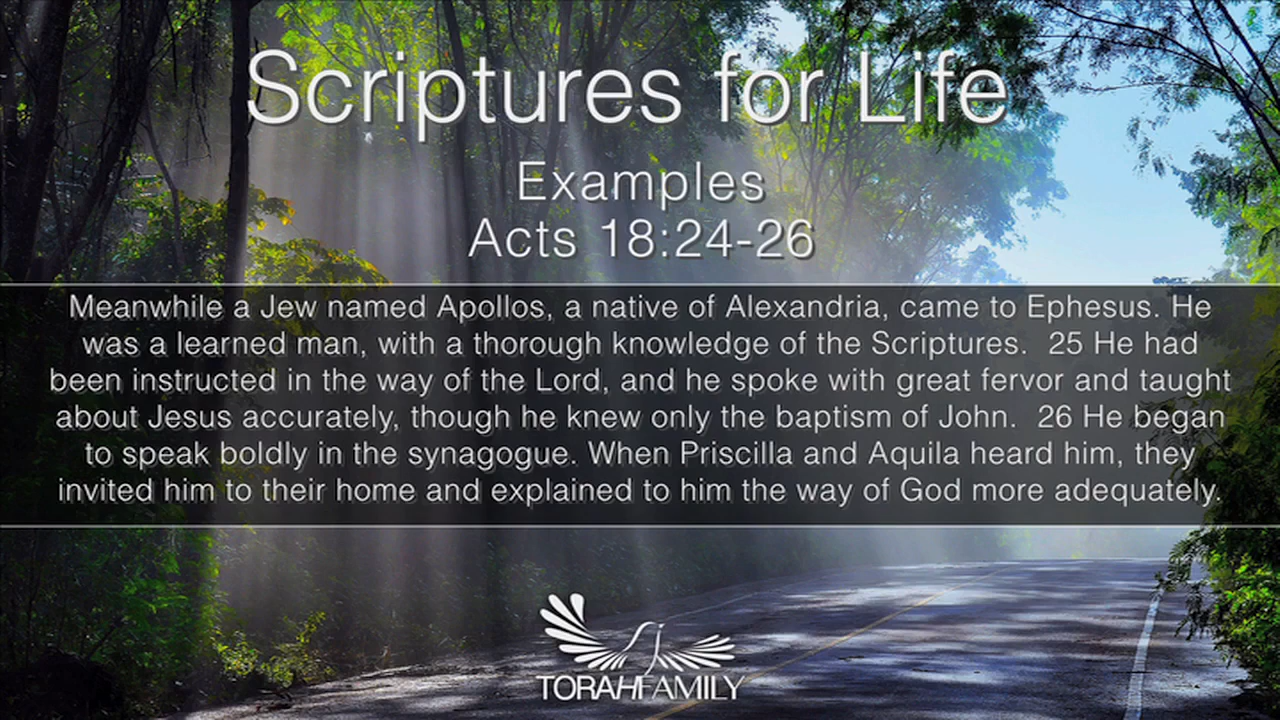 Scriptures for Life
Examples
Acts 18:24-26
Meanwhile a Jew named Apollos, a native of Alexandria, came to Ephesus. He
was a learned man, with a thorough knowledge of the Scriptures.  25 He had
been instructed in the way of the Lord, and he spoke with great fervor and taught
about Jesus accurately, though he knew only the baptism of John.  26 He began
to speak boldly in the synagogue. When Priscilla and Aquila heard him, they
invited him to their home and explained to him the way of God more adequately.
TORAHFAMILY